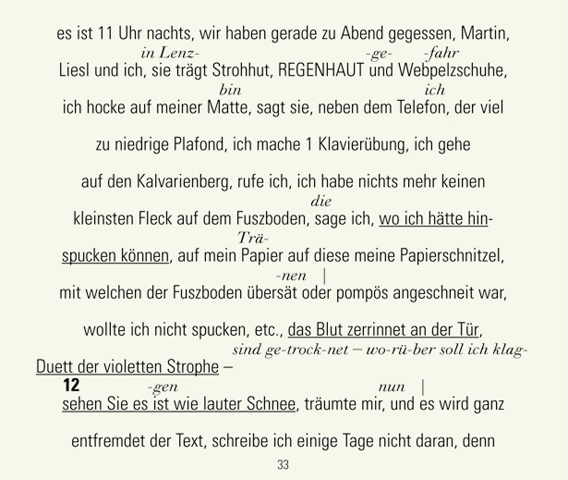 es ist 11 Uhr nachts, wir haben gerade zu Abend gegessen, Martin,
in Lenz- -ge- -fahr
Liesl und ich, sie trägt Strohhut, REGENHAUT und Webpelzschuhe,
bin ich
ich hocke auf meiner Matte, sagt sie, neben dem Telefon, der viel
zu niedrige Plafond, ich mache 1 Klavierübung, ich gehe
auf den Kalvarienberg, rufe ich, ich habe nichts mehr keinen
die
kleinsten Fleck auf dem Fuszboden, sage ich, wo ich hätte hin-
Trä-
spucken können, auf mein Papier auf diese meine Papierschnitzel,
-nen |
mit welchen der Fuszboden übersät oder pompös angeschneit war,
wollte ich nicht spucken, etc., das Blut zerrinnet an der Tür,
sind ge-trock-net – wo-rü-ber soll ich klag-
Duett der violetten Strophe –
12 -gen nun |
sehen Sie es ist wie lauter Schnee, träumte mir, und es wird ganz
entfremdet der Text, schreibe ich einige Tage nicht daran, denn
33